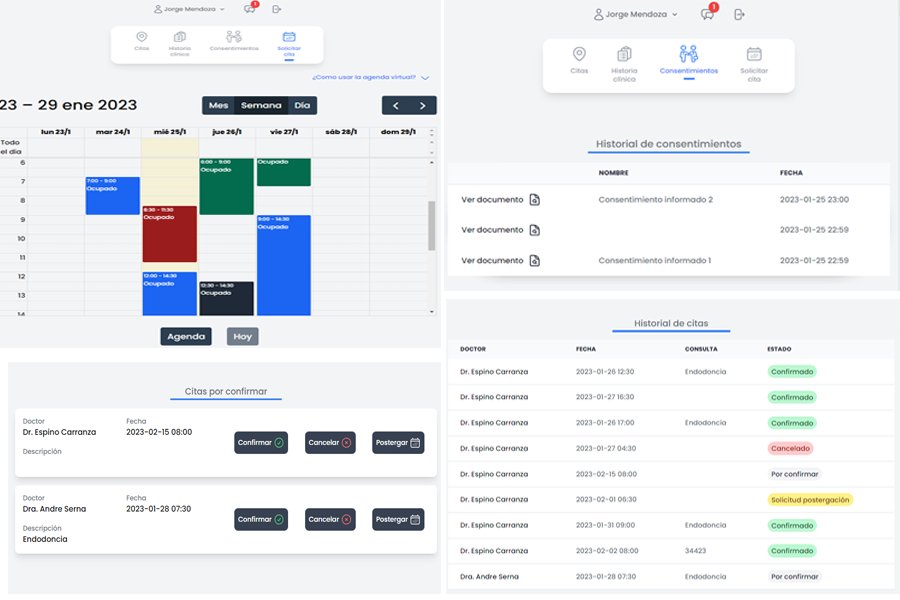 Jorge Mendoza
1
Citas
Historia clínica
Consentimientos
Solicitar cita
¿Como usar la agenda virtual?
23 – 29 ene 2023
Mes Semana Día
lun 23/1 mar 24/1 mié 25/1 jue 26/1 vie 27/1 sáb 28/1 dom 29/1
Todo el día
6
7
8
9
10
11
12
13
14
7:00 - 9:00
Ocupado
8:30 - 11:30
Ocupado
12:00 - 14:30
Ocupado
6:00 - 9:00
Ocupado
12:30 - 14:30
Ocupado
Ocupado
9:00 - 14:30
Ocupado
Agenda Hoy
Citas por confirmar
Doctor Fecha
Dr. Espino Carranza 2023-02-15 08:00
Descripción
Confirmar Cancelar Postergar
Doctor Fecha
Dra. Andre Serna 2023-01-28 07:30
Descripción
Endodoncia
Confirmar Cancelar Postergar
Jorge Mendoza
1
Citas
Historia clínica
Consentimientos
Solicitar cita
Historial de consentimientos
NOMBRE FECHA
Ver documento Consentimiento informado 2 2023-01-25 23:00
Ver documento 2023-01-25 22:59
Ver documento Consentimiento informado 1 2023-01-25 22:59
Historial de citas
DOCTOR FECHA CONSULTA ESTADO
Dr. Espino Carranza 2023-01-26 12:30 Endodoncia Confirmado
Dr. Espino Carranza 2023-01-27 16:30 Confirmado
Dr. Espino Carranza 2023-01-26 17:00 Endodoncia Confirmado
Dr. Espino Carranza 2023-01-27 04:30 Cancelado
Dr. Espino Carranza 2023-02-15 08:00 Por confirmar
Dr. Espino Carranza 2023-02-01 06:30 Solicitud postergación
Dr. Espino Carranza 2023-01-31 09:00 Endodoncia Confirmado
Dr. Espino Carranza 2023-02-02 08:00 34423 Confirmado
Dra. Andre Serna 2023-01-28 07:30 Endodoncia Por confirmar